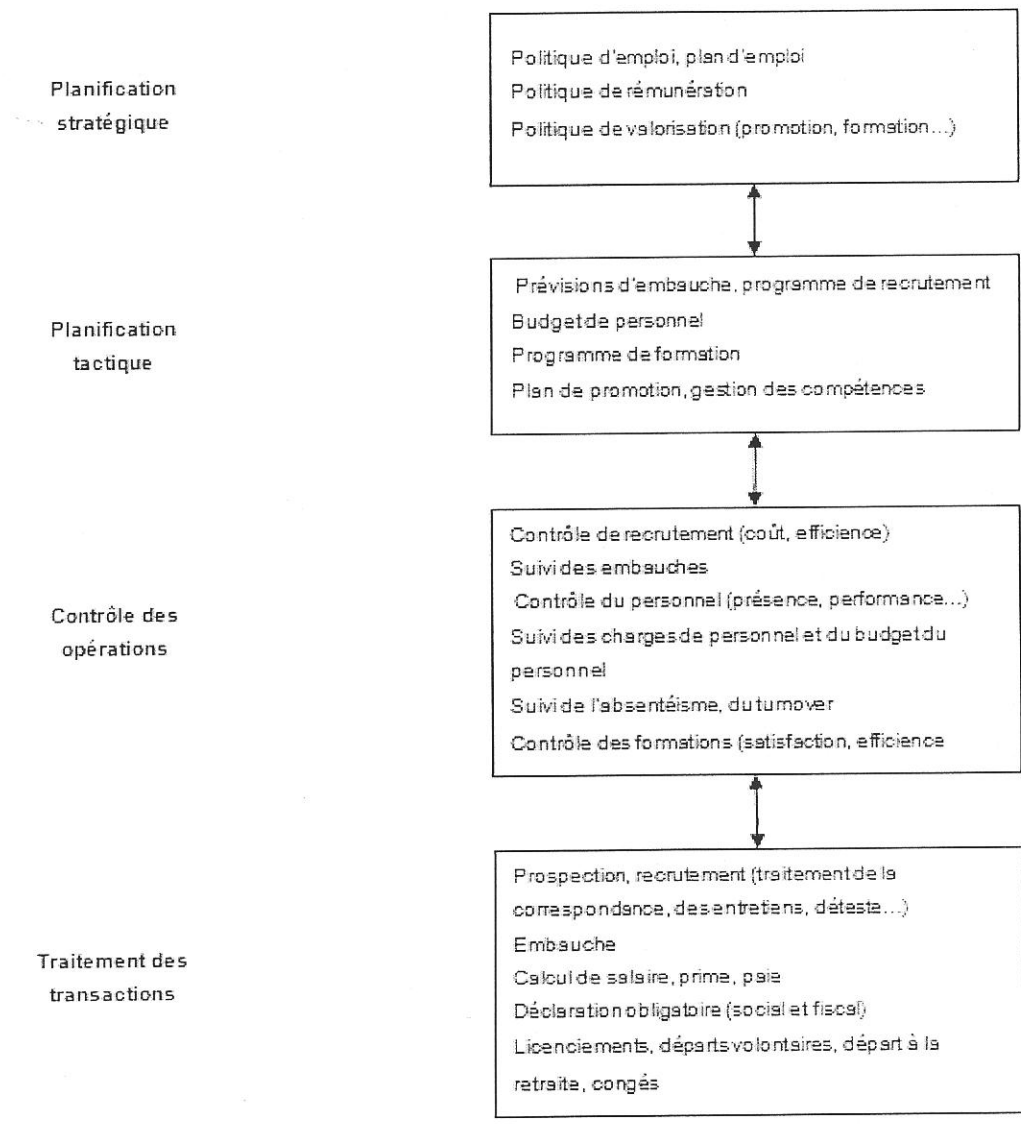 Planification
stratégique
Politique d'emploi, plan d'emploi
Politique de rémunération
Politique de valorisation (promotion, formation...)
Planification
tactique
Prévisions d'embauche, programme de recrutement
Budget de personnel
Programme de formation
Plan de promotion, gestion des compétences
Contrôle des
opérations
Contrôle de recrutement (coût, efficience)
Suivi des embauches
Contrôle du personnel (présence, performance...)
Suivi des charges de personnel et du budget du
personnel
Suivi de l'absentéisme, du turnover
Contrôle des formations (satisfaction, efficience
Traitement des
transactions
Prospection, recrutement (traitement de la
correspondance, des entretiens, déteste...)
Embauche
Calcul de salaire, prime, paie
Déclaration obligatoire (social et fiscal)
Licenciements, départs volontaires, départ à la
retraite, congés